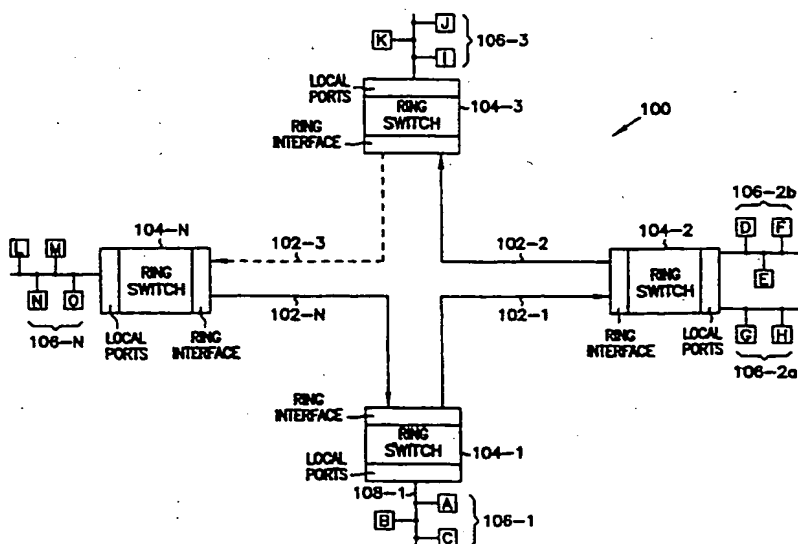 J
K
106-3
I
LOCAL PORTS
RING SWITCH
104-3
RING INTERFACE
100
106-2b
104-N
102-3
102-2
104-2
D
F
L
M
E
RING SWITCH
RING SWITCH
N
O
102-N
102-1
G
H
106-N
LOCAL PORTS
RING INTERFACE
RING INTERFACE
LOCAL PORTS
106-2a
RING INTERFACE
RING SWITCH
104-1
LOCAL PORTS
108-1
A
B
106-1
C